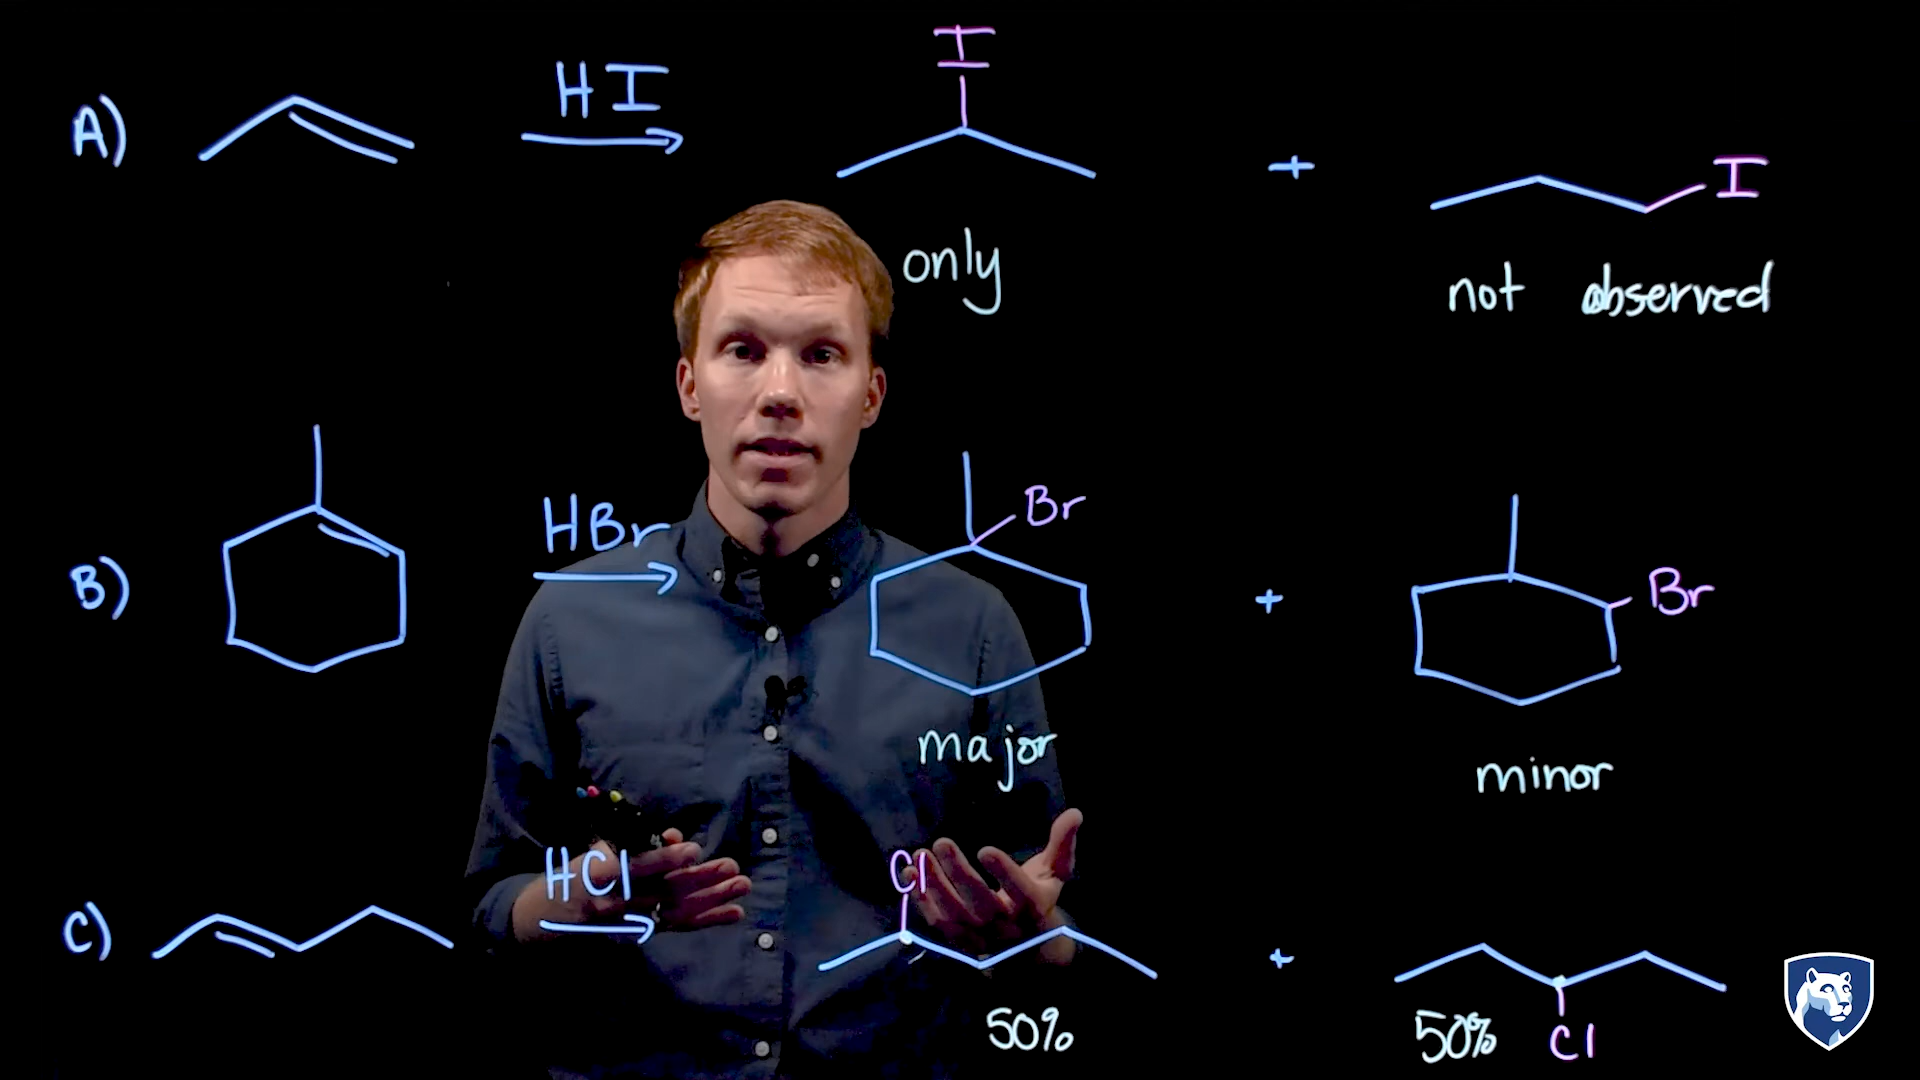 A) HI I + I
only not observed
B) HBr Br + Br
major minor
C) HCl Cl +
50% 50% Cl